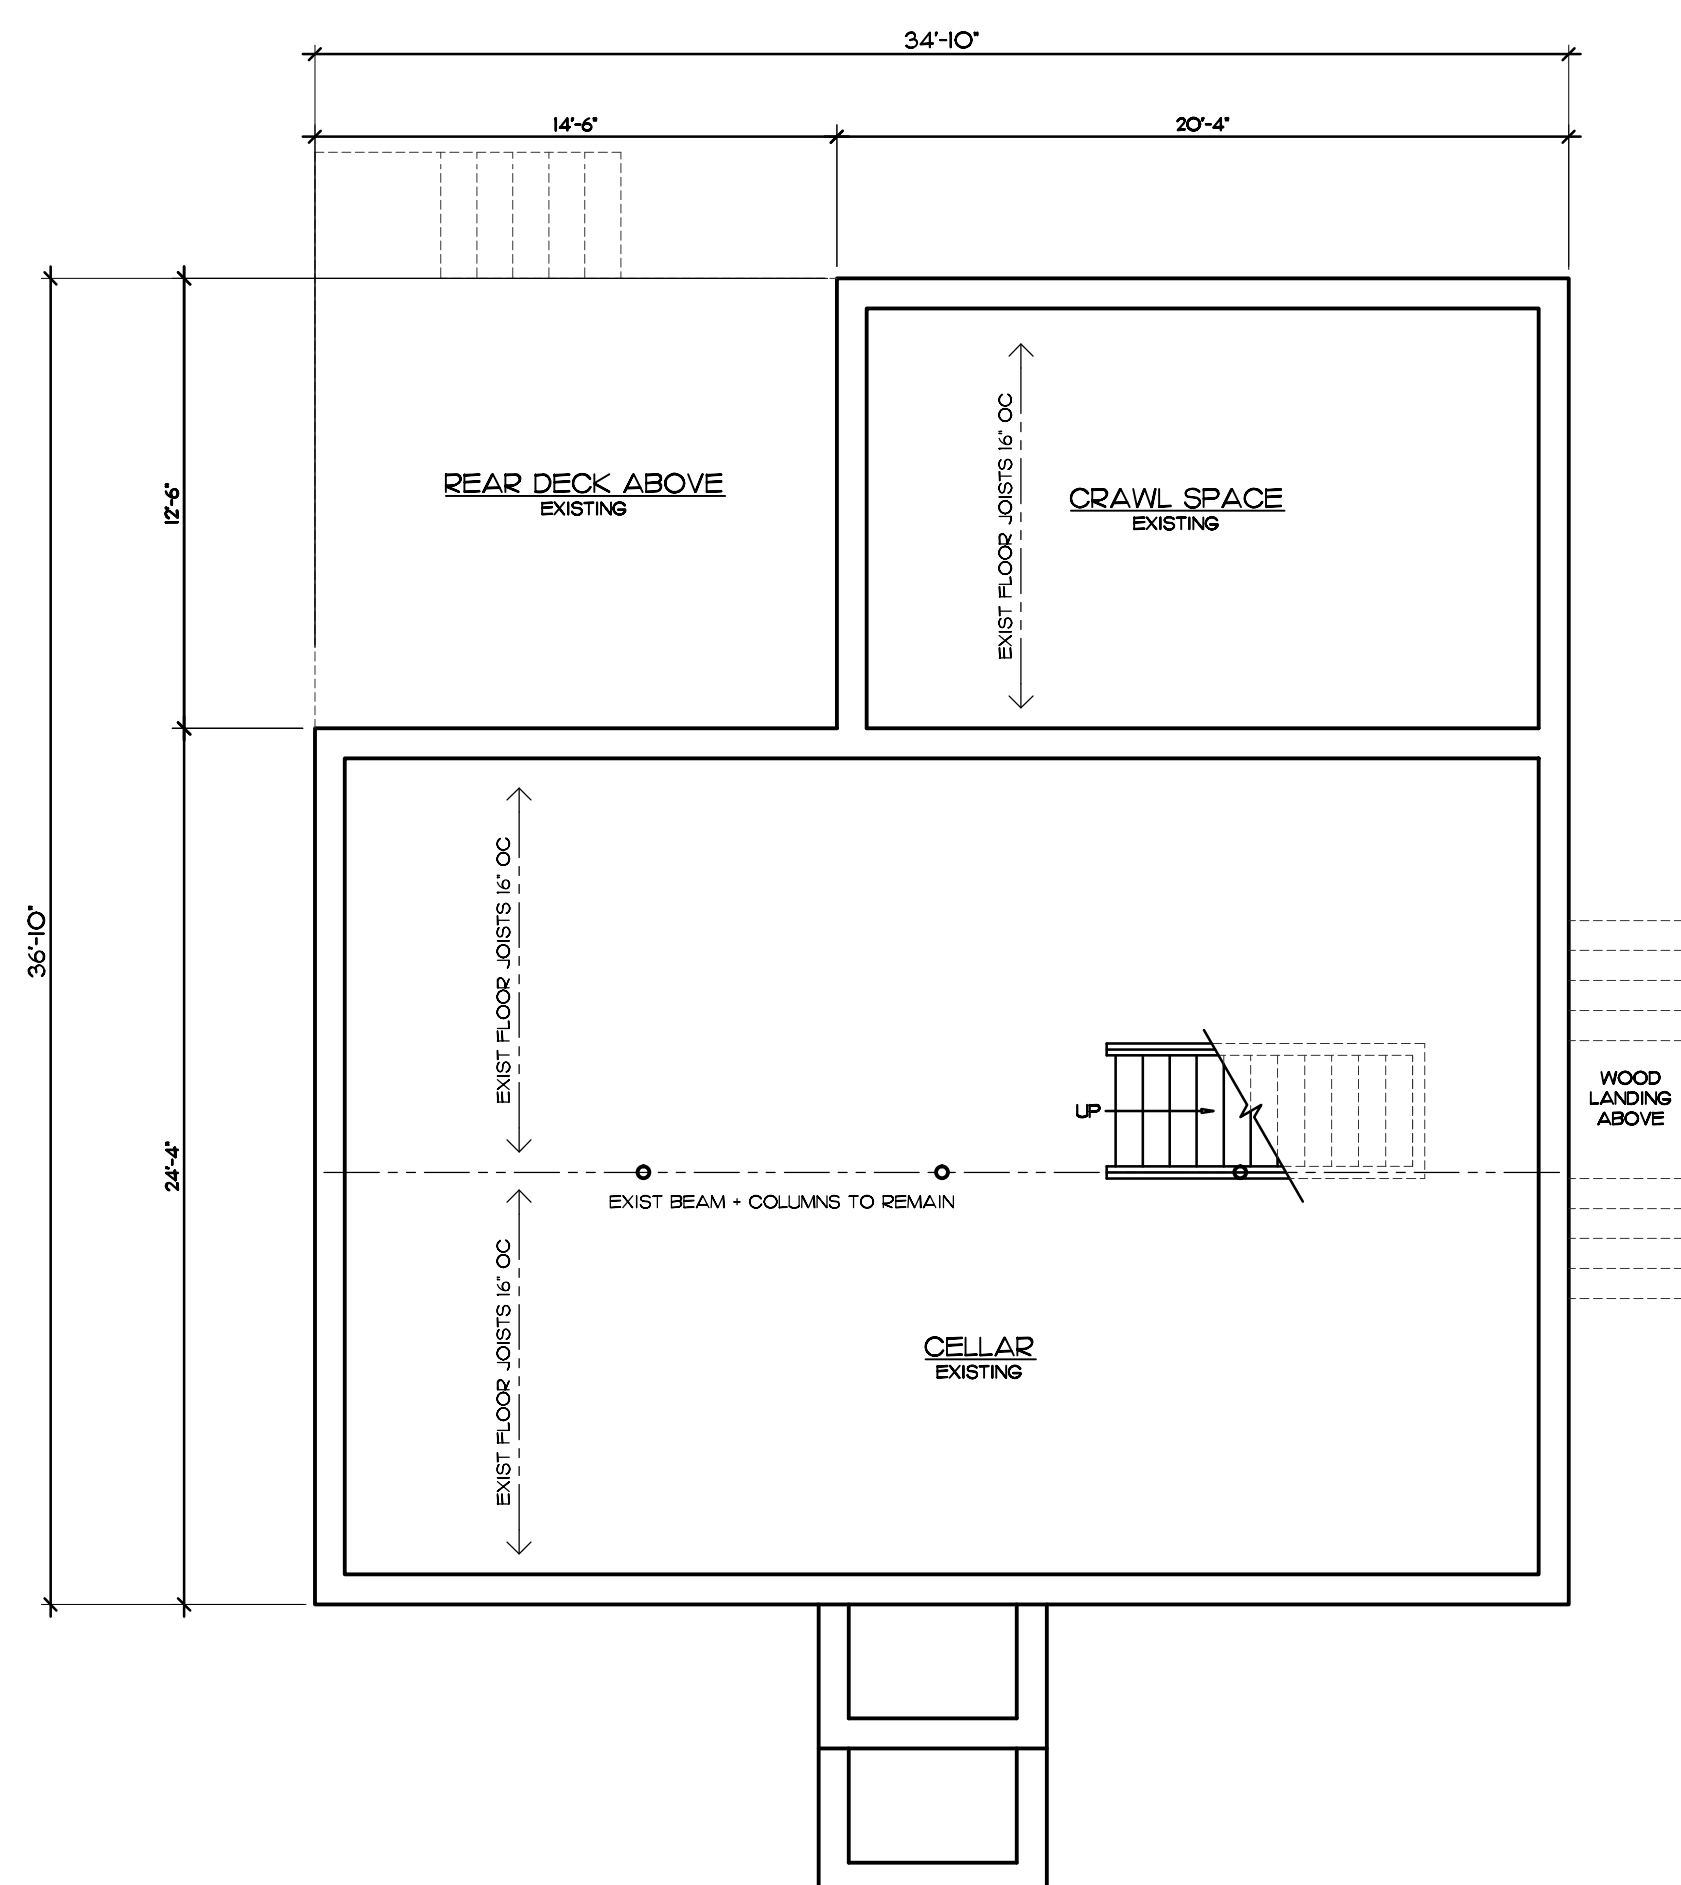 34'-10"
14'-6"
20'-4"
12'-6"
REAR DECK ABOVE
EXISTING
EXIST FLOOR JOISTS 16" OC
CRAWL SPACE
EXISTING
36'-10"
24'-4"
EXIST FLOOR JOISTS 16" OC
UP
WOOD
LANDING
ABOVE
EXIST BEAM + COLUMNS TO REMAIN
EXIST FLOOR JOISTS 16" OC
CELLAR
EXISTING